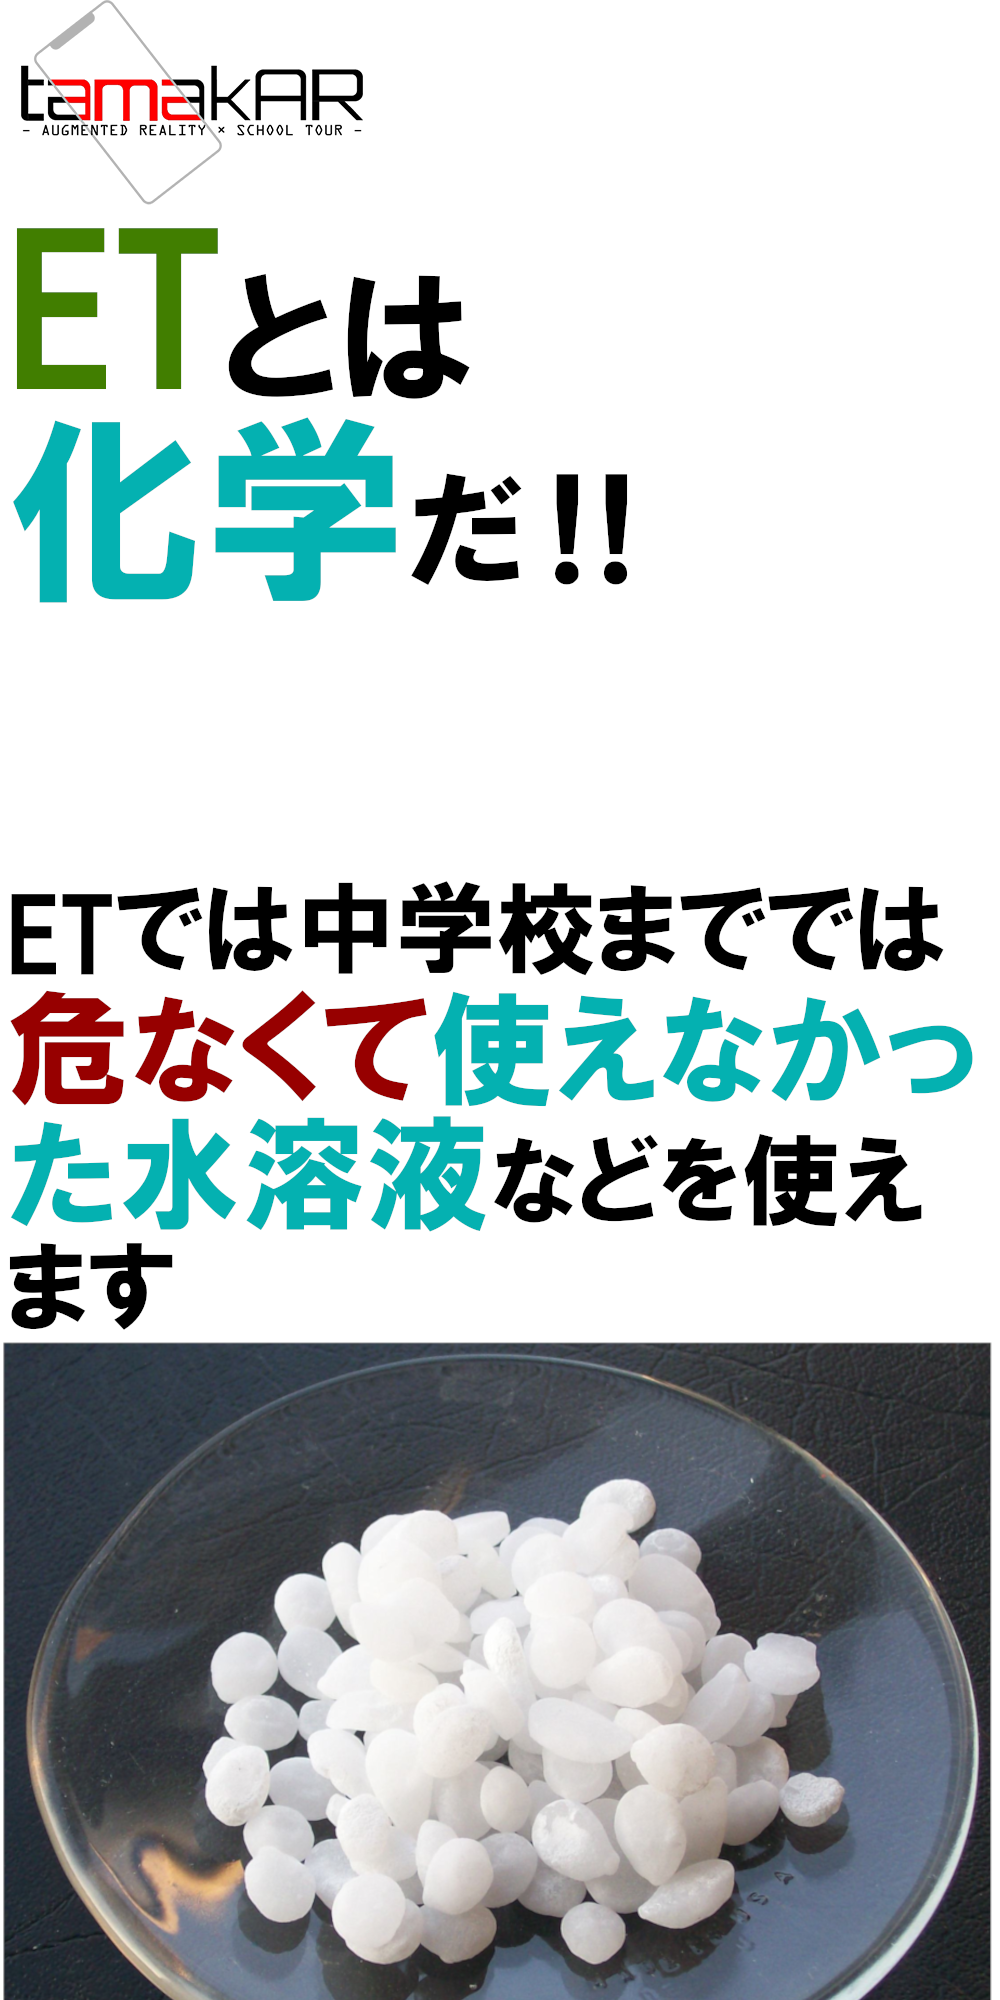 tamakAR
- AUGMENTED REALITY × SCHOOL TOUR -
ETとは
化学だ!!
ETでは中学校まででは
危なくて使えなかっ
た水溶液などを使え
ます